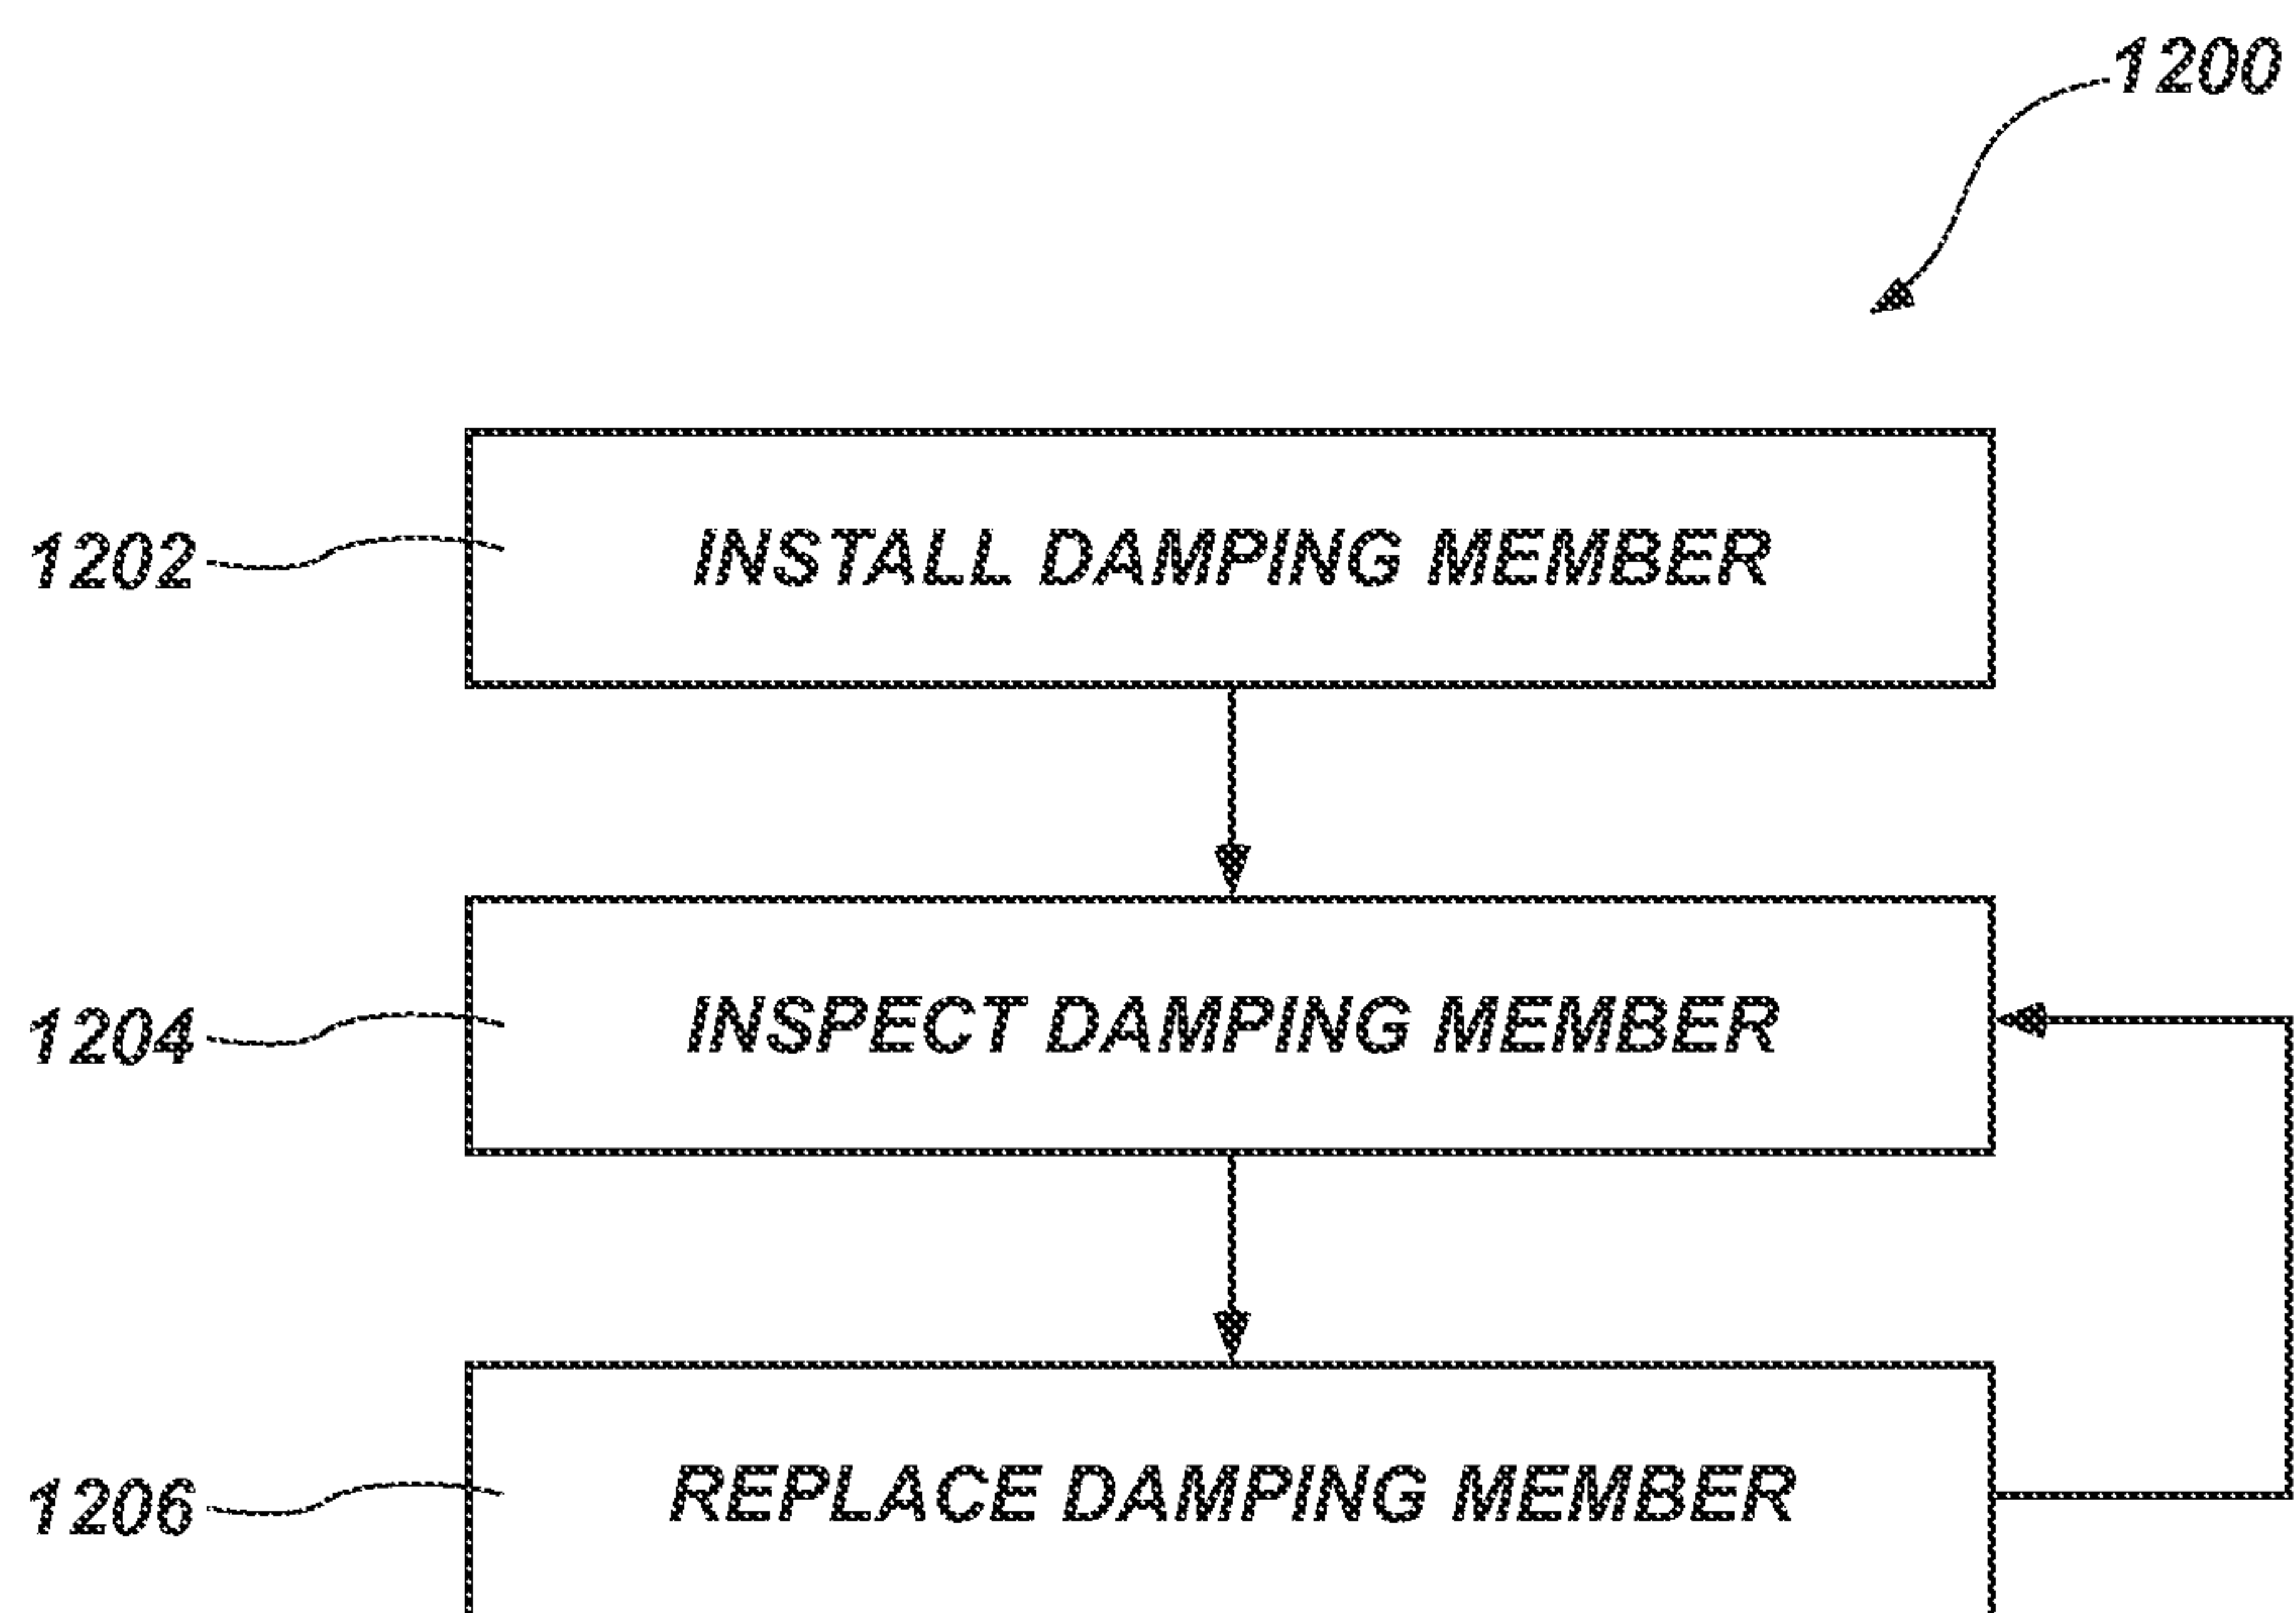 1200
1202
INSTALL DAMPING MEMBER
1204
INSPECT DAMPING MEMBER
1206
REPLACE DAMPING MEMBER